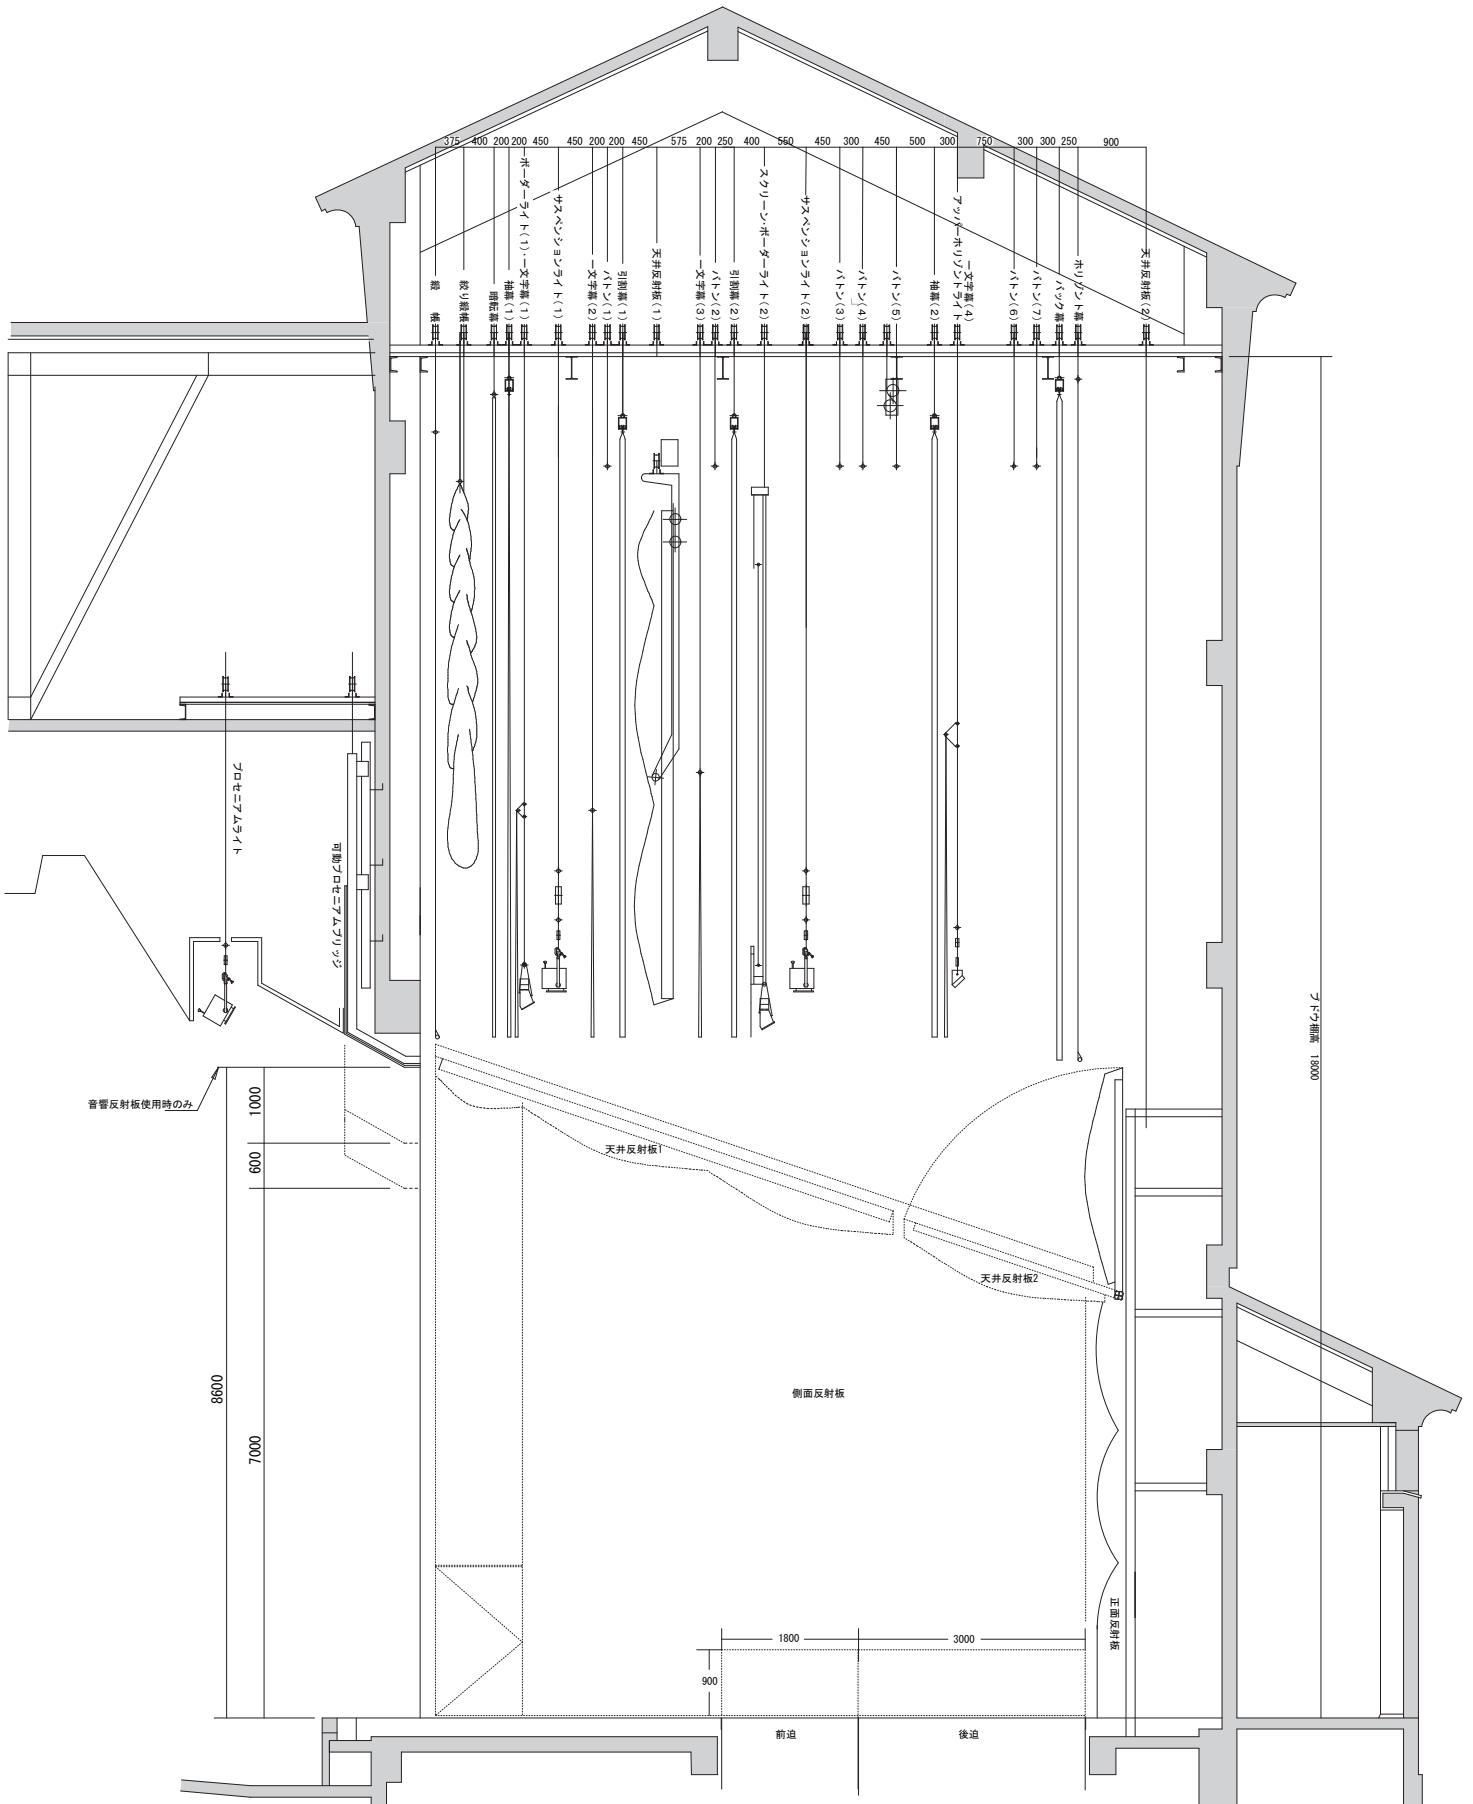 375 400 200 200 450 450 200 200 450 575 200 250 400 550 450 300 450 500 300 750 300 300 250 900
緞帳
絞り緞帳
暗転幕
袖幕(1)
ボーダーライト(1)・一文字幕(1)
サスペンションライト(1)
一文字幕(2)
バトン(1)
引割幕(1)
天井反射板(1)
一文字幕(3)
バトン(2)
引割幕(2)
スクリーン・ボーダーライト(2)
サスペンションライト(2)
バトン(3)
バトン(4)
バトン(5)
袖幕(2)
アッパーホリゾントライト
一文字幕(4)
バトン(6)
バトン(7)
バック幕
ホリゾント幕
天井反射板(2)
プロセニアムライト
可動プロセニアムブリッジ
ブドウ棚高 18000
音響反射板使用時のみ
1000
600
8600
7000
天井反射板1
天井反射板2
側面反射板
正面反射板
1800 3000
900
前迫 後迫